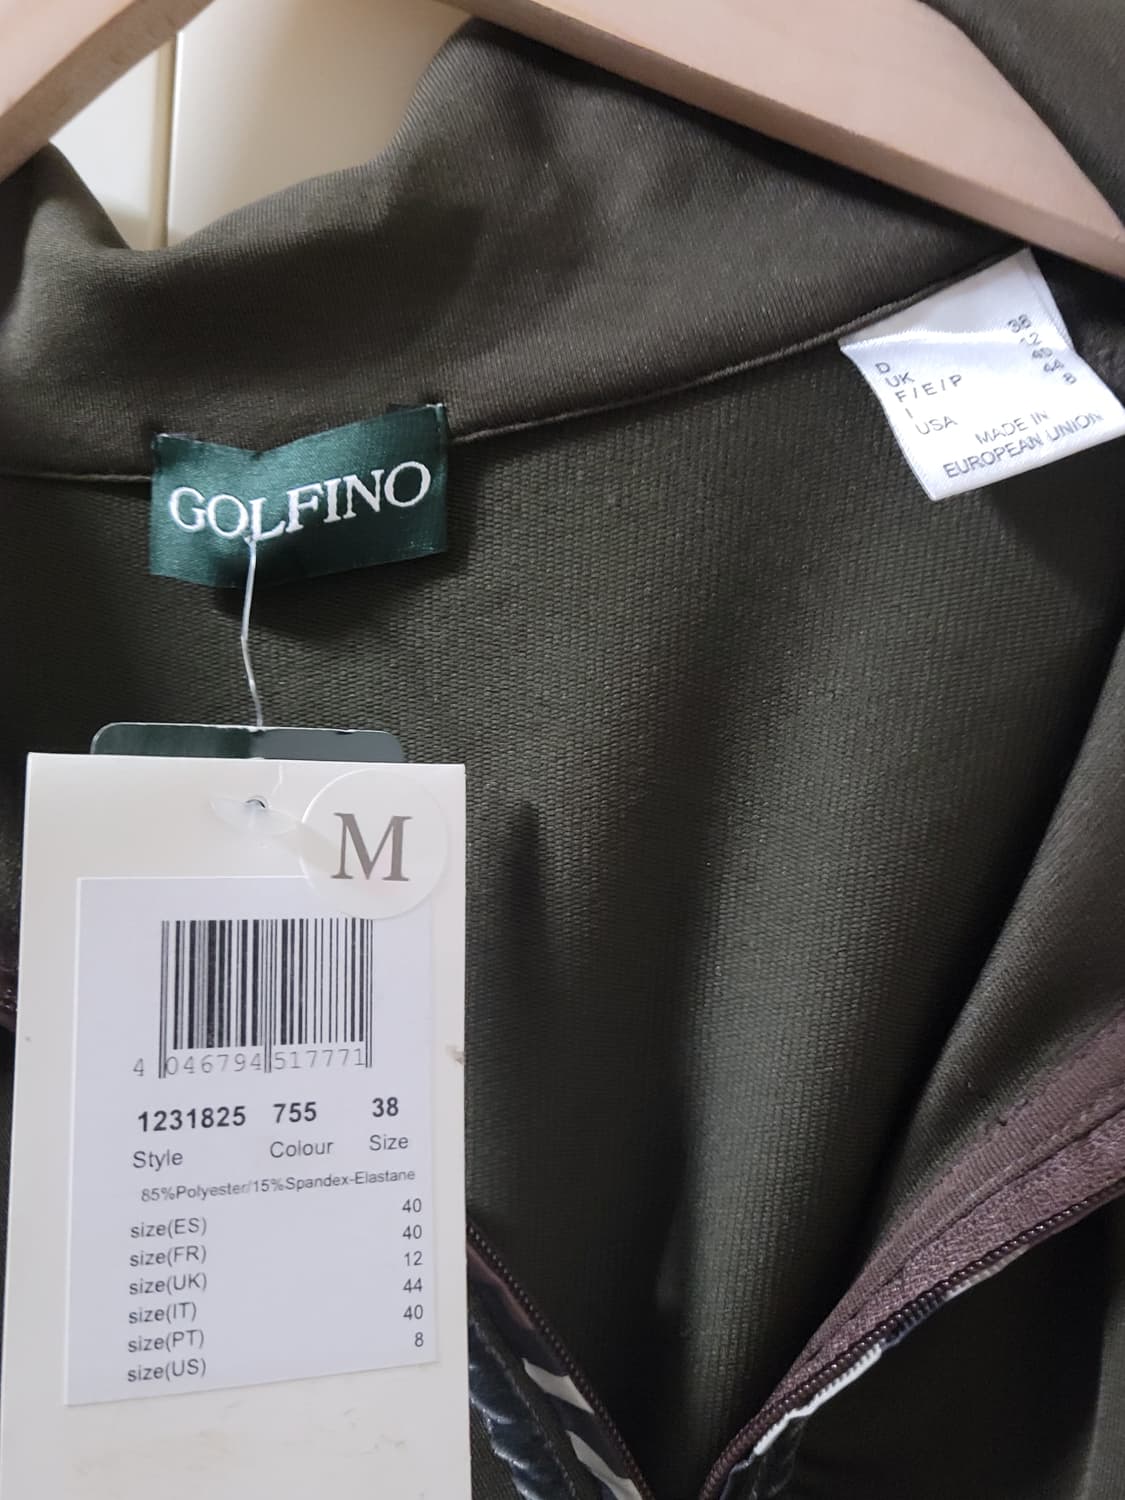 GOLFINO
D 38
UK 12
F/E/P 40
I 44
USA 8
MADE IN
EUROPEAN UNION
M
4 046794 517771
1231825 755 38
Style Colour Size
85%Polyester/15%Spandex-Elastane
size(ES) 40
size(FR) 40
size(UK) 12
size(IT) 44
size(PT) 40
size(US) 8